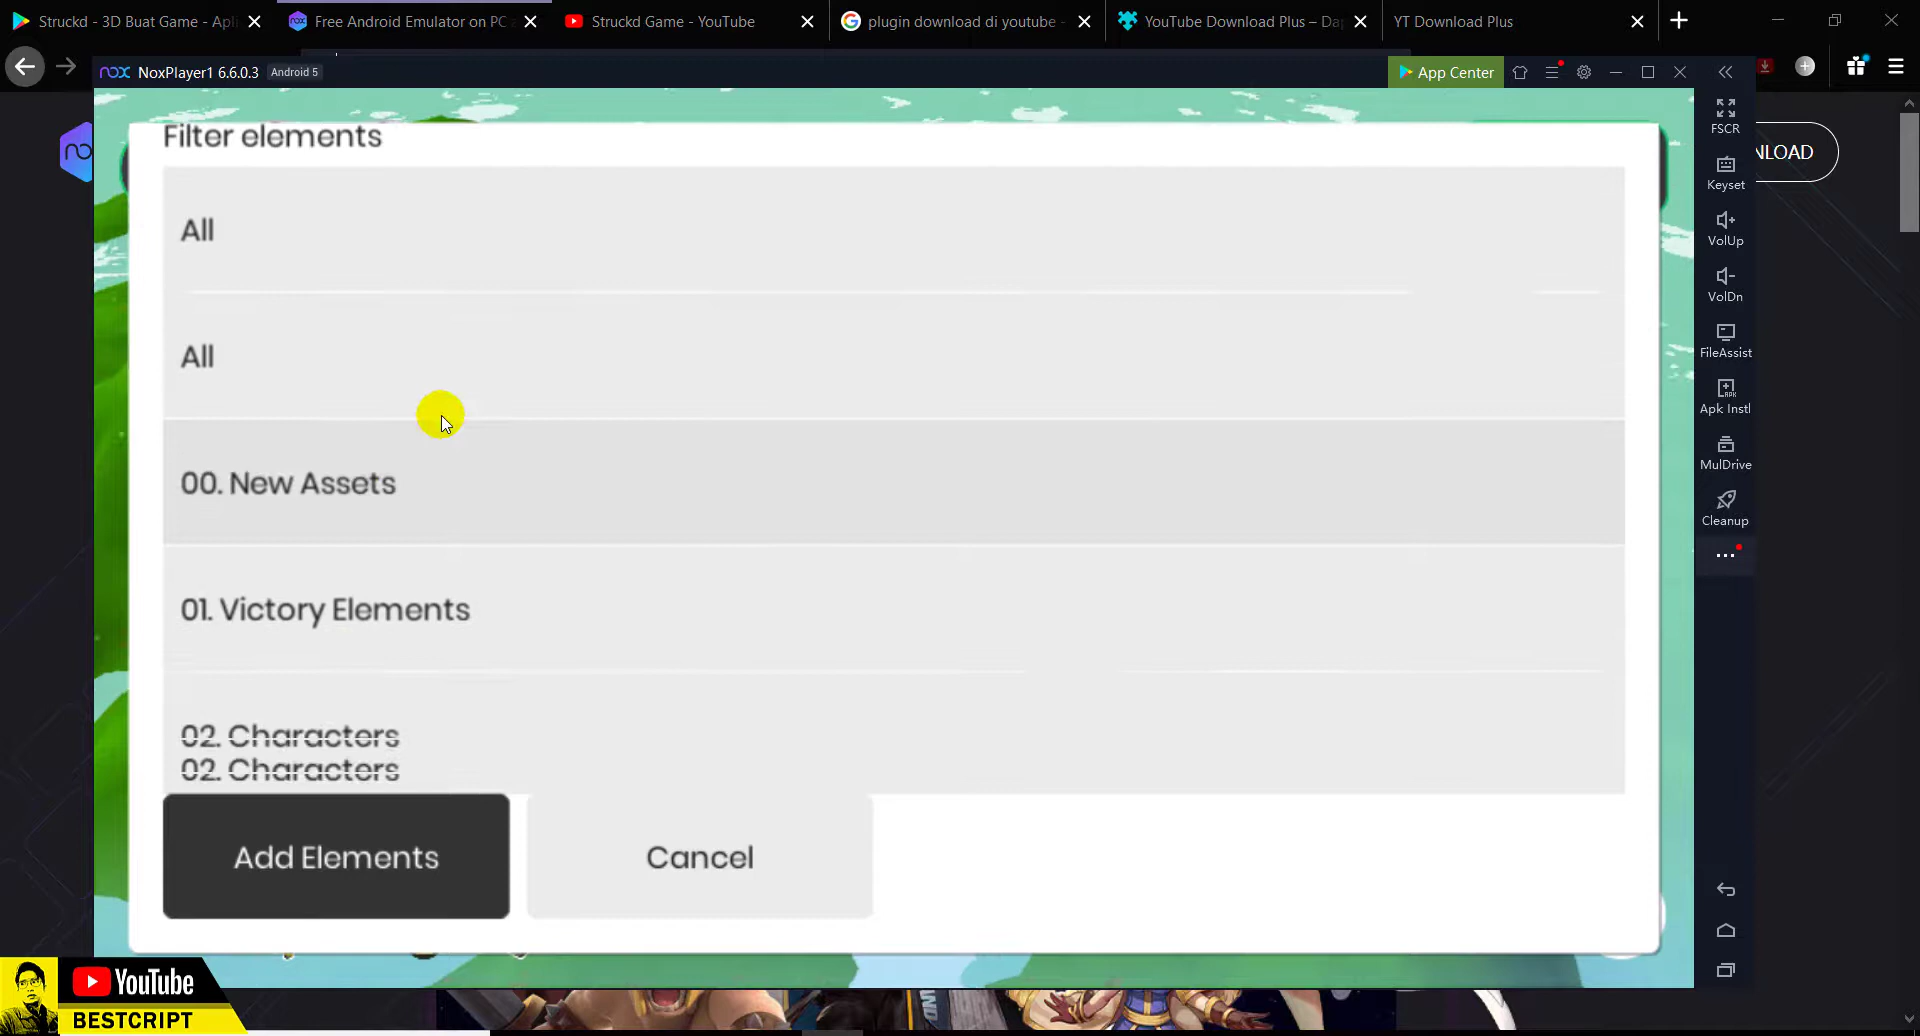 Struckd - 3D Buat Game - Apli
Free Android Emulator on PC a
Struckd Game - YouTube
plugin download di youtube -
YouTube Download Plus – Dap
YT Download Plus
nox NoxPlayer1 6.6.0.3 Android 5
App Center
Filter elements
All
All
00. New Assets
01. Victory Elements
02. Characters
02. Characters
Add Elements
Cancel
FSCR
Keyset
VolUp
VolDn
FileAssist
Apk Instl
MulDrive
Cleanup
NLOAD
YouTube
BESTCRIPT